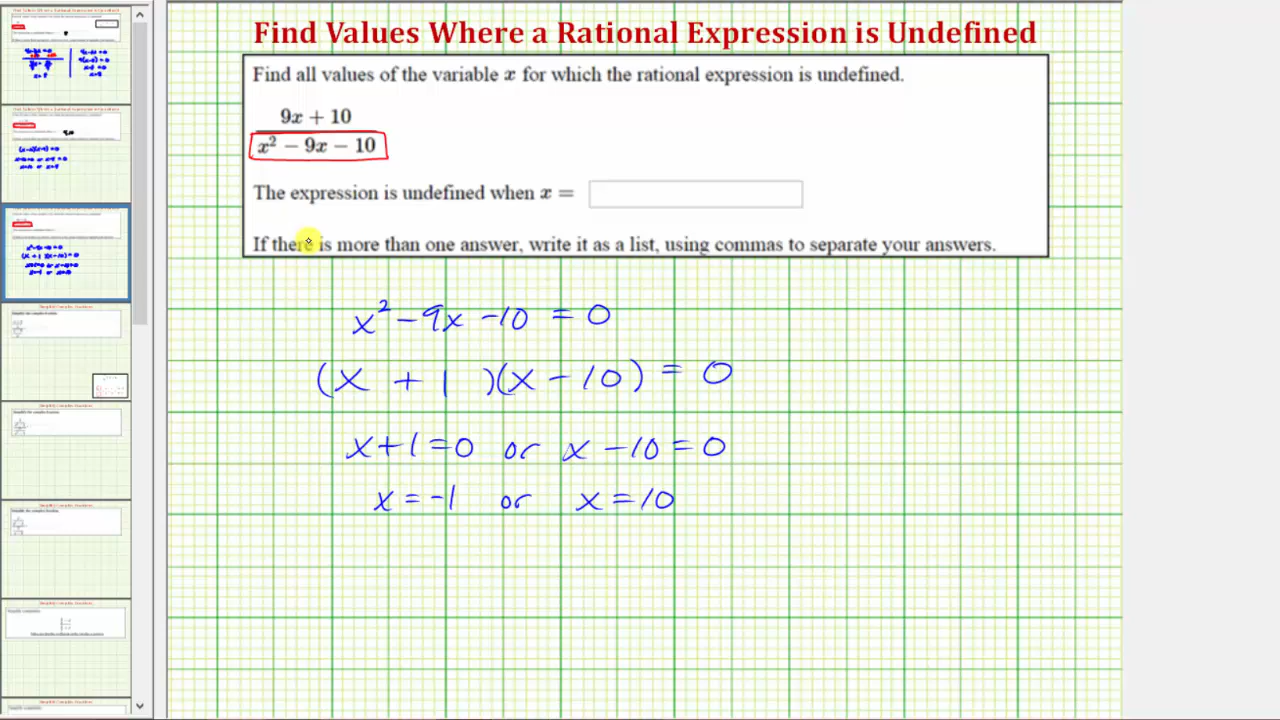 Find Values Where a Rational Expression is Undefined
Find all values of the variable x for which the rational expression is undefined.
9x + 10
x² − 9x − 10
The expression is undefined when x =
If there is more than one answer, write it as a list, using commas to separate your answers.
x² − 9x − 10 = 0
(x + 1)(x − 10) = 0
x + 1 = 0 or x − 10 = 0
x = −1 or x = 10